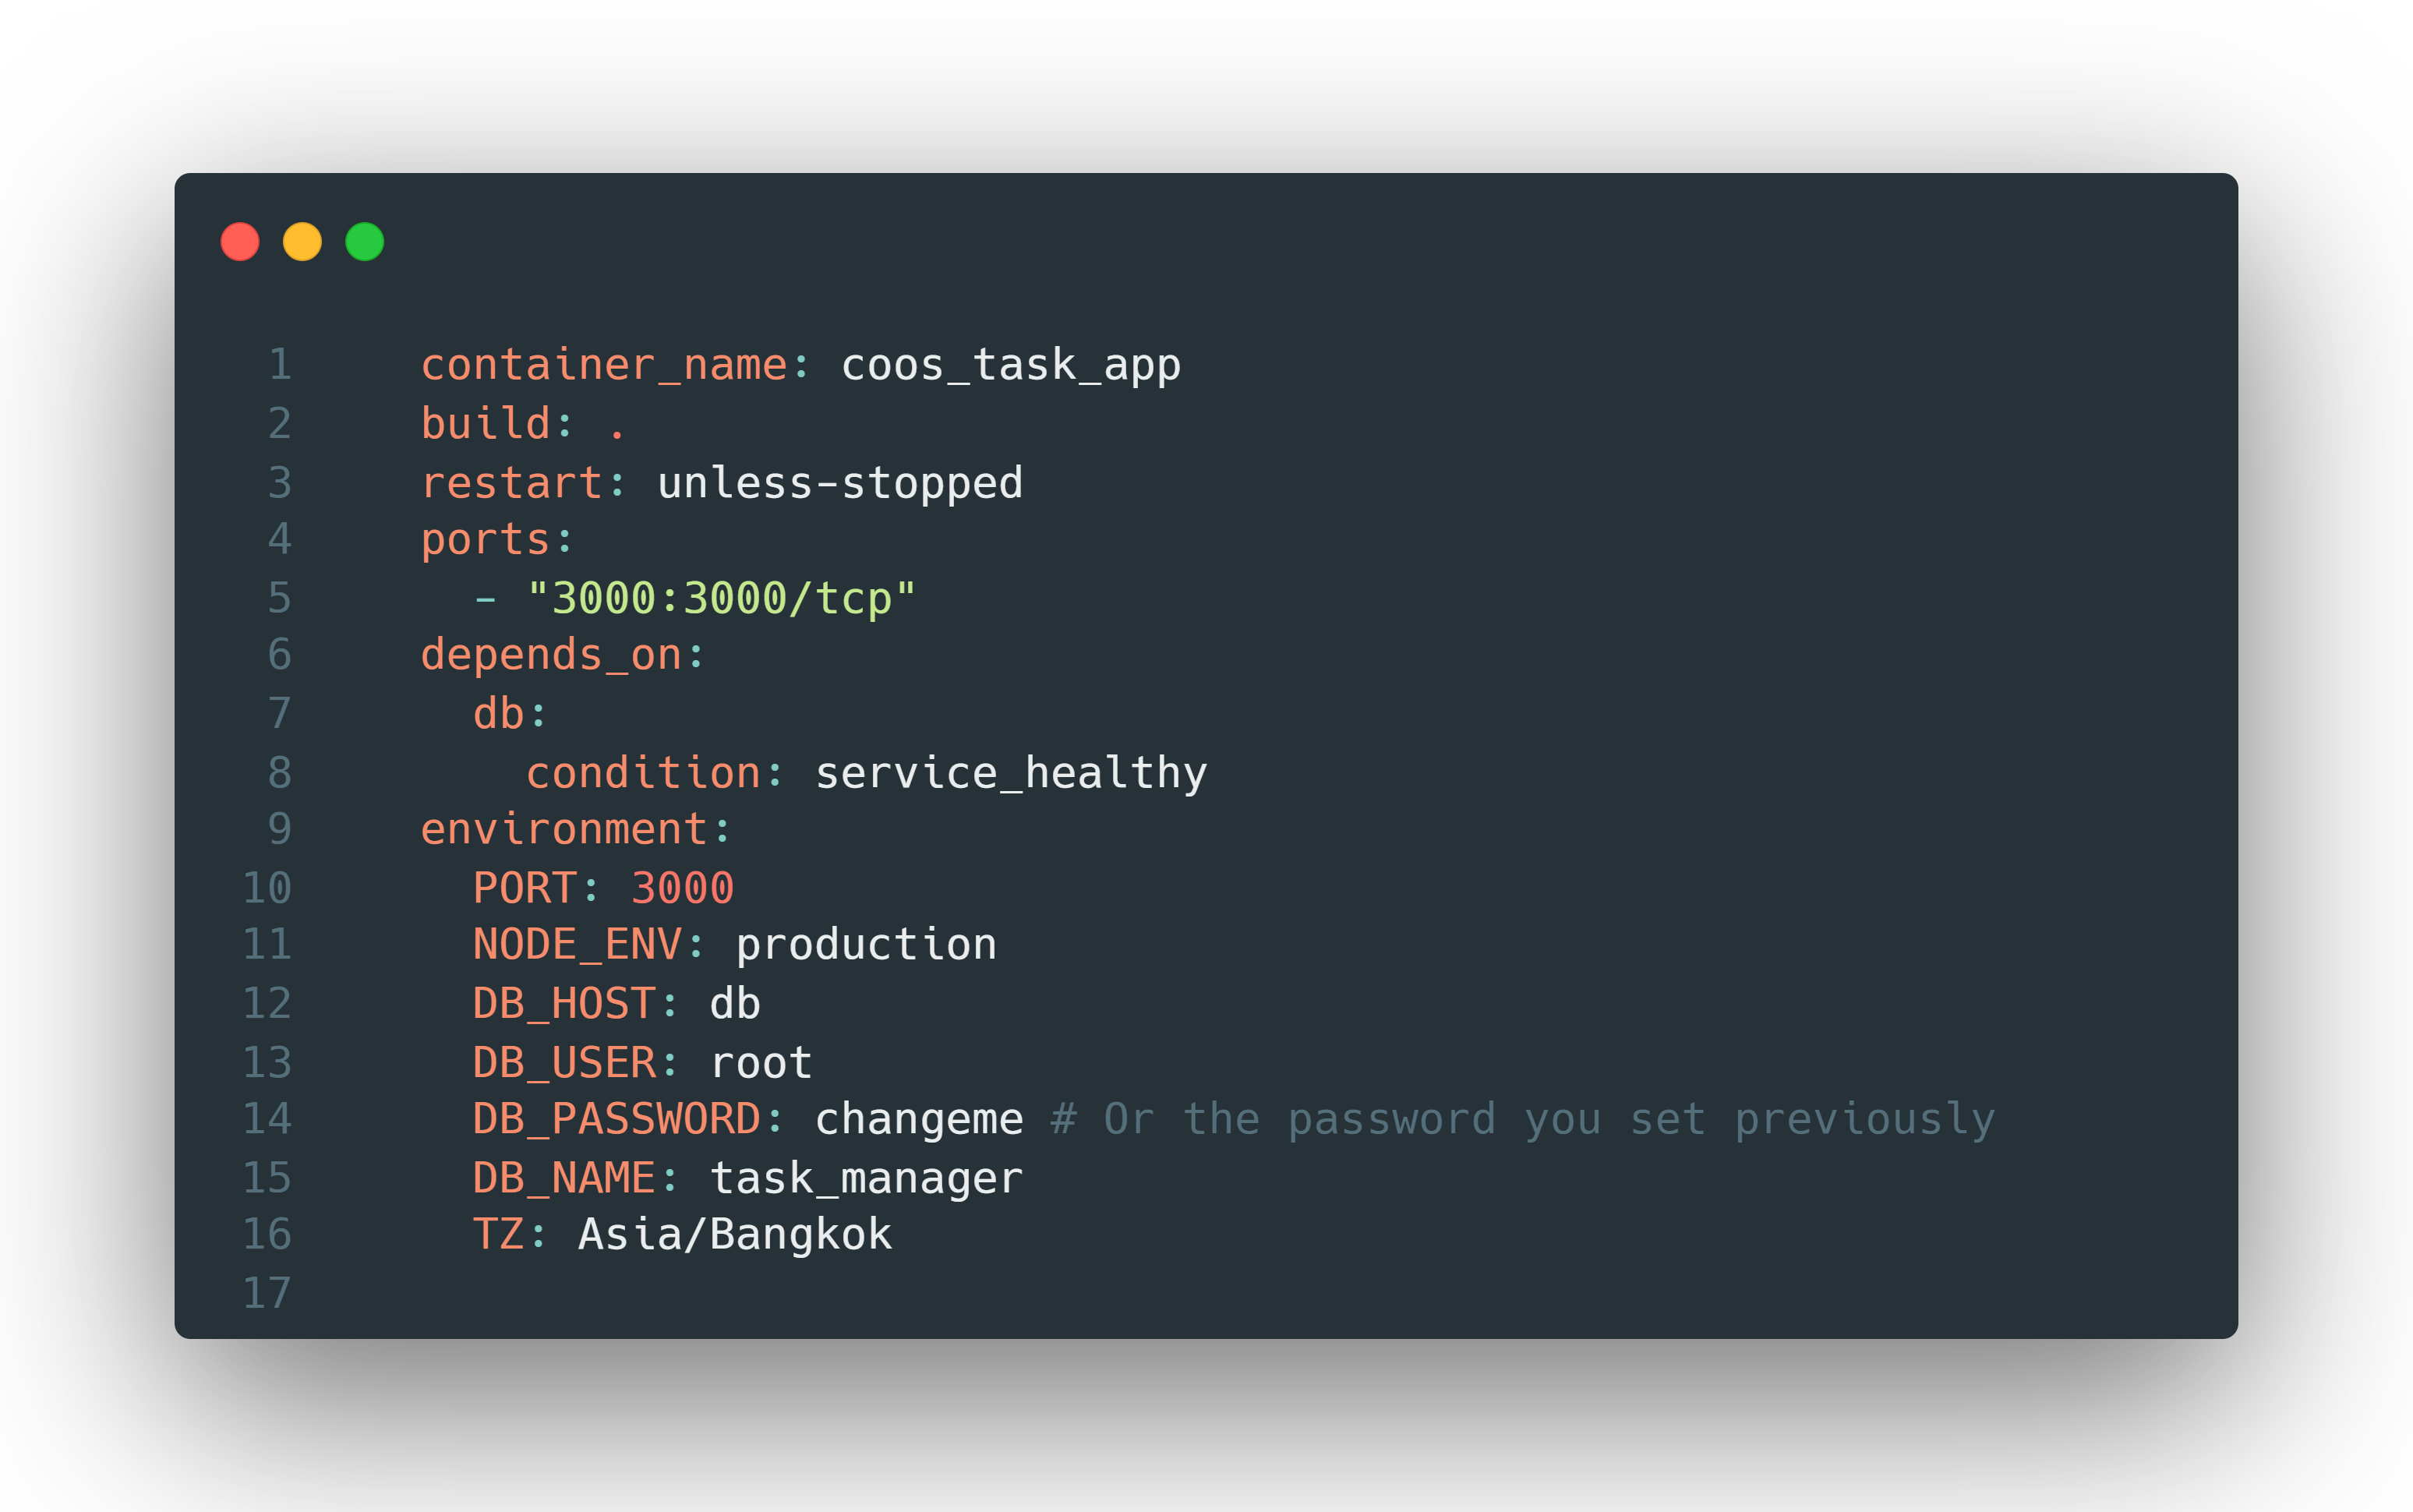 1    container_name: coos_task_app
2    build: .
3    restart: unless-stopped
4    ports:
5      - "3000:3000/tcp"
6    depends_on:
7      db:
8        condition: service_healthy
9    environment:
10      PORT: 3000
11      NODE_ENV: production
12      DB_HOST: db
13      DB_USER: root
14      DB_PASSWORD: changeme # Or the password you set previously
15      DB_NAME: task_manager
16      TZ: Asia/Bangkok
17